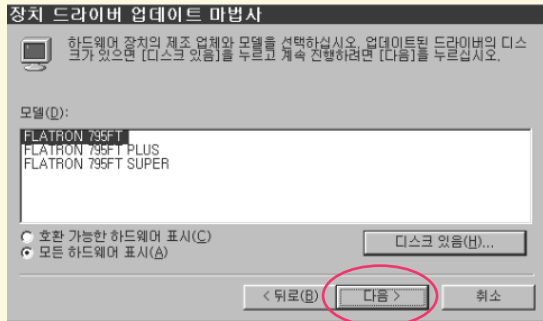 장치 드라이버 업데이트 마법사
하드웨어 장치의 제조 업체와 모델을 선택하십시오. 업데이트된 드라이버의 디스
크가 있으면 [디스크 있음]을 누르고 계속 진행하려면 [다음]을 누르십시오.
모델(D):
FLATRON 795FT
FLATRON 795FT PLUS
FLATRON 795FT SUPER
호환 가능한 하드웨어 표시(C)
모든 하드웨어 표시(A)
디스크 있음(H)...
< 뒤로(B)
다음 >
취소